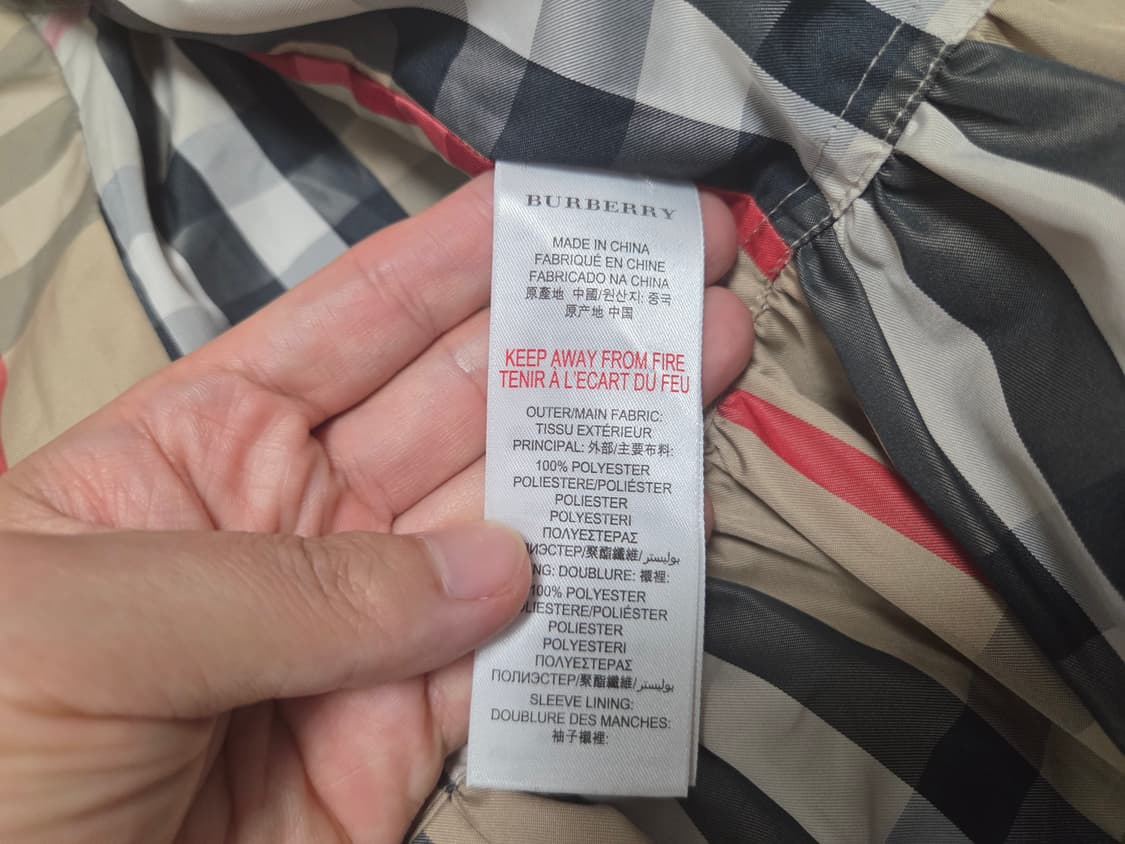 BURBERRY
MADE IN CHINA
FABRIQUÉ EN CHINE
FABRICADO NA CHINA
原產地 中國/원산지: 중국
原产地 中国
KEEP AWAY FROM FIRE
TENIR À L'ECART DU FEU
OUTER/MAIN FABRIC:
TISSU EXTÉRIEUR
PRINCIPAL: 外部/主要布料:
100% POLYESTER
POLIESTERE/POLIÉSTER
POLIESTER
POLYESTERI
ΠΟΛΥΕΣΤΕΡΑΣ
ИЭСТЕР/聚酯纖維/بوليستر
NG: DOUBLURE: 襯裡:
100% POLYESTER
LIESTERE/POLIÉSTER
POLIESTER
POLYESTERI
ΠΟΛΥΕΣΤΕΡΑΣ
ПОЛИЭСТЕР/聚酯纖維/بوليستر
SLEEVE LINING:
DOUBLURE DES MANCHES:
袖子襯裡: